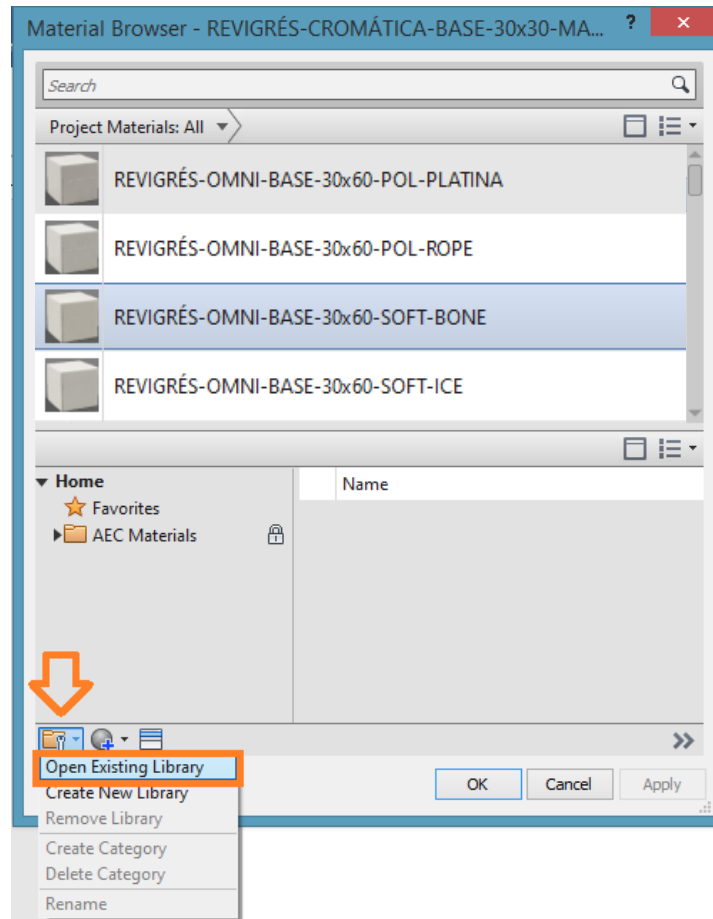 Material Browser - REVIGRÉS-CROMÁTICA-BASE-30x30-MA...
?
×
Search
Project Materials: All
REVIGRÉS-OMNI-BASE-30x60-POL-PLATINA
REVIGRÉS-OMNI-BASE-30x60-POL-ROPE
REVIGRÉS-OMNI-BASE-30x60-SOFT-BONE
REVIGRÉS-OMNI-BASE-30x60-SOFT-ICE
Home
Name
Favorites
AEC Materials
Open Existing Library
Create New Library
OK
Cancel
Apply
Remove Library
Create Category
Delete Category
Rename